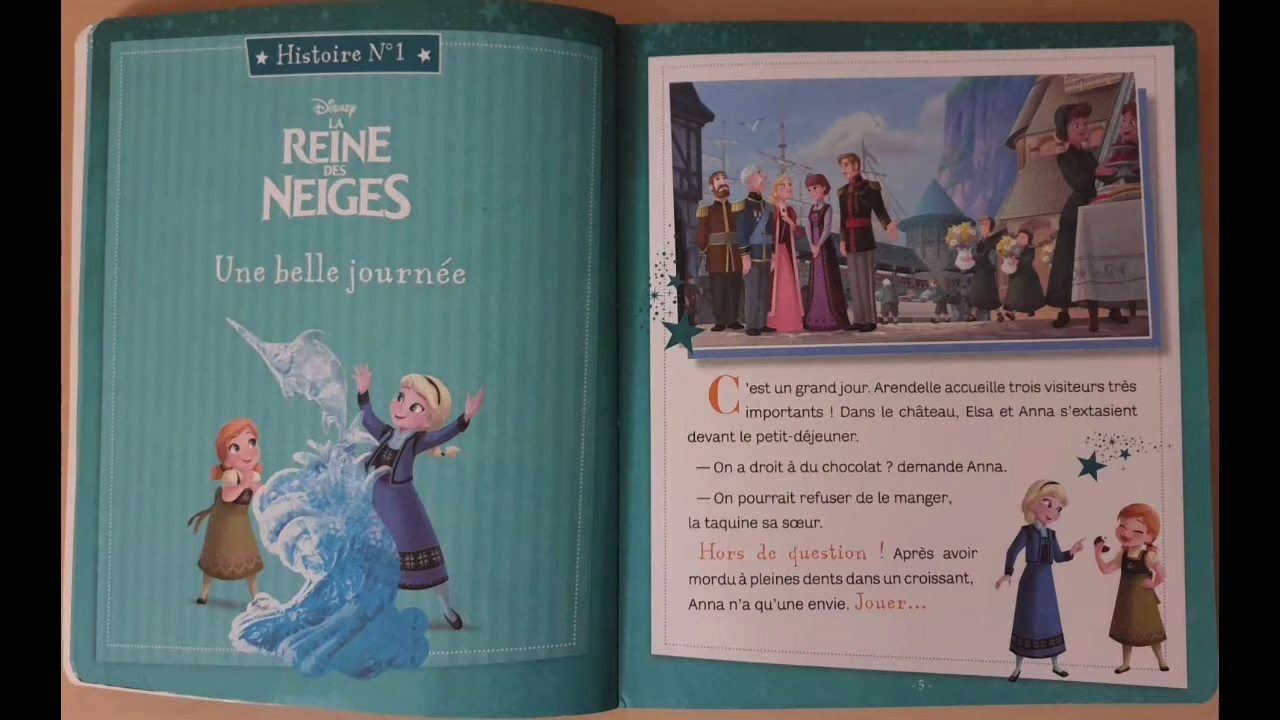 Histoire N°1
Disney
LA
REINE
DES
NEIGES
Une belle journée
C'est un grand jour. Arendelle accueille trois visiteurs très
importants ! Dans le château, Elsa et Anna s'extasient
devant le petit-déjeuner.
— On a droit à du chocolat ? demande Anna.
— On pourrait refuser de le manger,
la taquine sa sœur.
Hors de question ! Après avoir
mordu à pleines dents dans un croissant,
Anna n'a qu'une envie. Jouer...
- 5 -